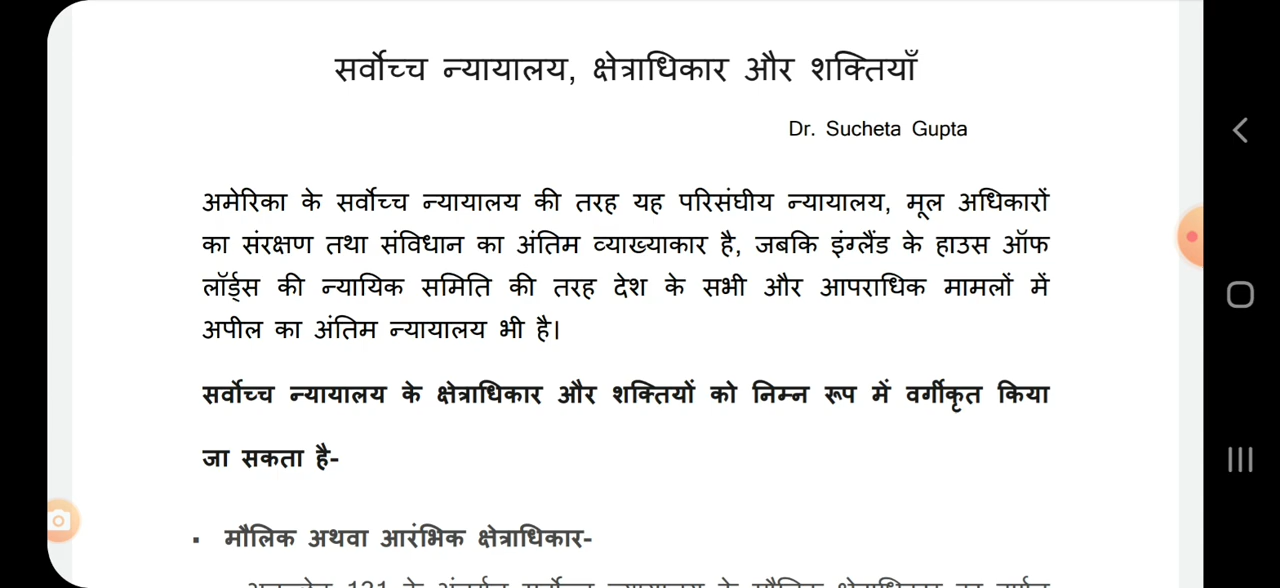 सर्वोच्च न्यायालय, क्षेत्राधिकार और शक्तियाँ
Dr. Sucheta Gupta
अमेरिका के सर्वोच्च न्यायालय की तरह यह परिसंघीय न्यायालय, मूल अधिकारों
का संरक्षण तथा संविधान का अंतिम व्याख्याकार है, जबकि इंग्लैंड के हाउस ऑफ
लॉर्ड्स की न्यायिक समिति की तरह देश के सभी और आपराधिक मामलों में
अपील का अंतिम न्यायालय भी है।
सर्वोच्च न्यायालय के क्षेत्राधिकार और शक्तियों को निम्न रूप में वर्गीकृत किया
जा सकता है-
▪ मौलिक अथवा आरंभिक क्षेत्राधिकार-